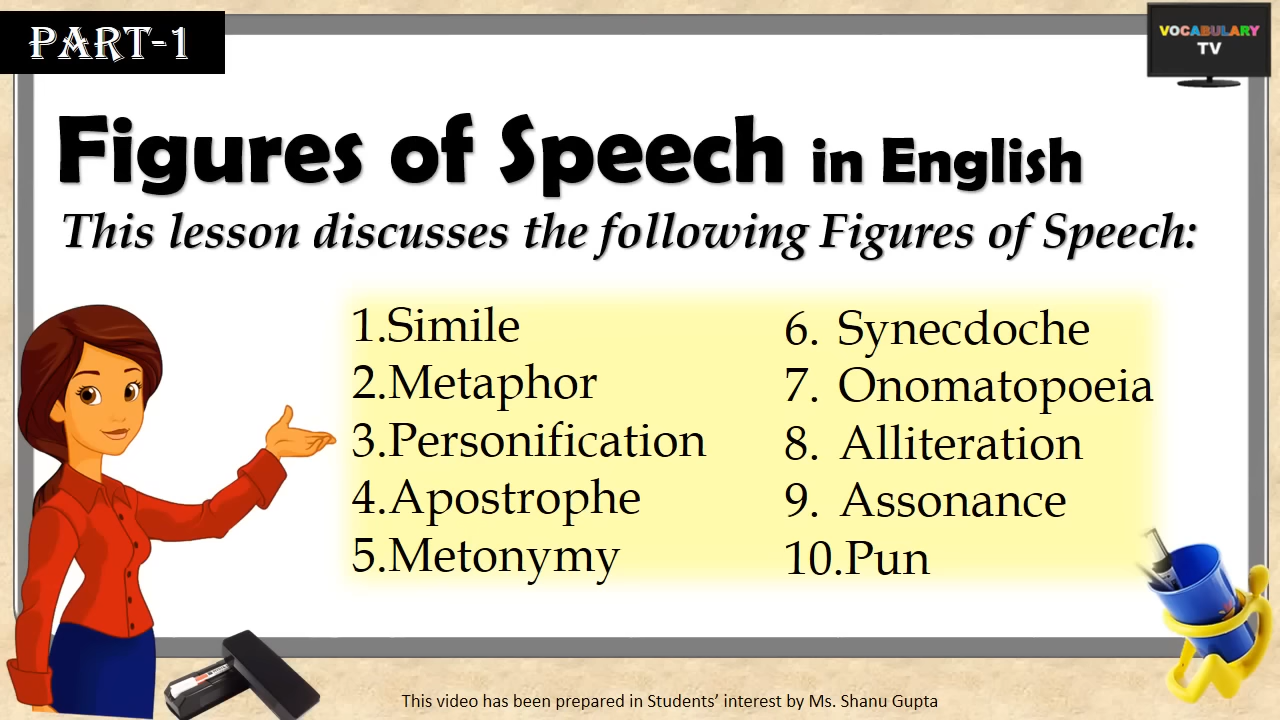 PART-1
VOCABULARY
TV
Figures of Speech in English
This lesson discusses the following Figures of Speech:
1.Simile
2.Metaphor
3.Personification
4.Apostrophe
5.Metonymy
6. Synecdoche
7. Onomatopoeia
8. Alliteration
9. Assonance
10.Pun
This video has been prepared in Students’ interest by Ms. Shanu Gupta